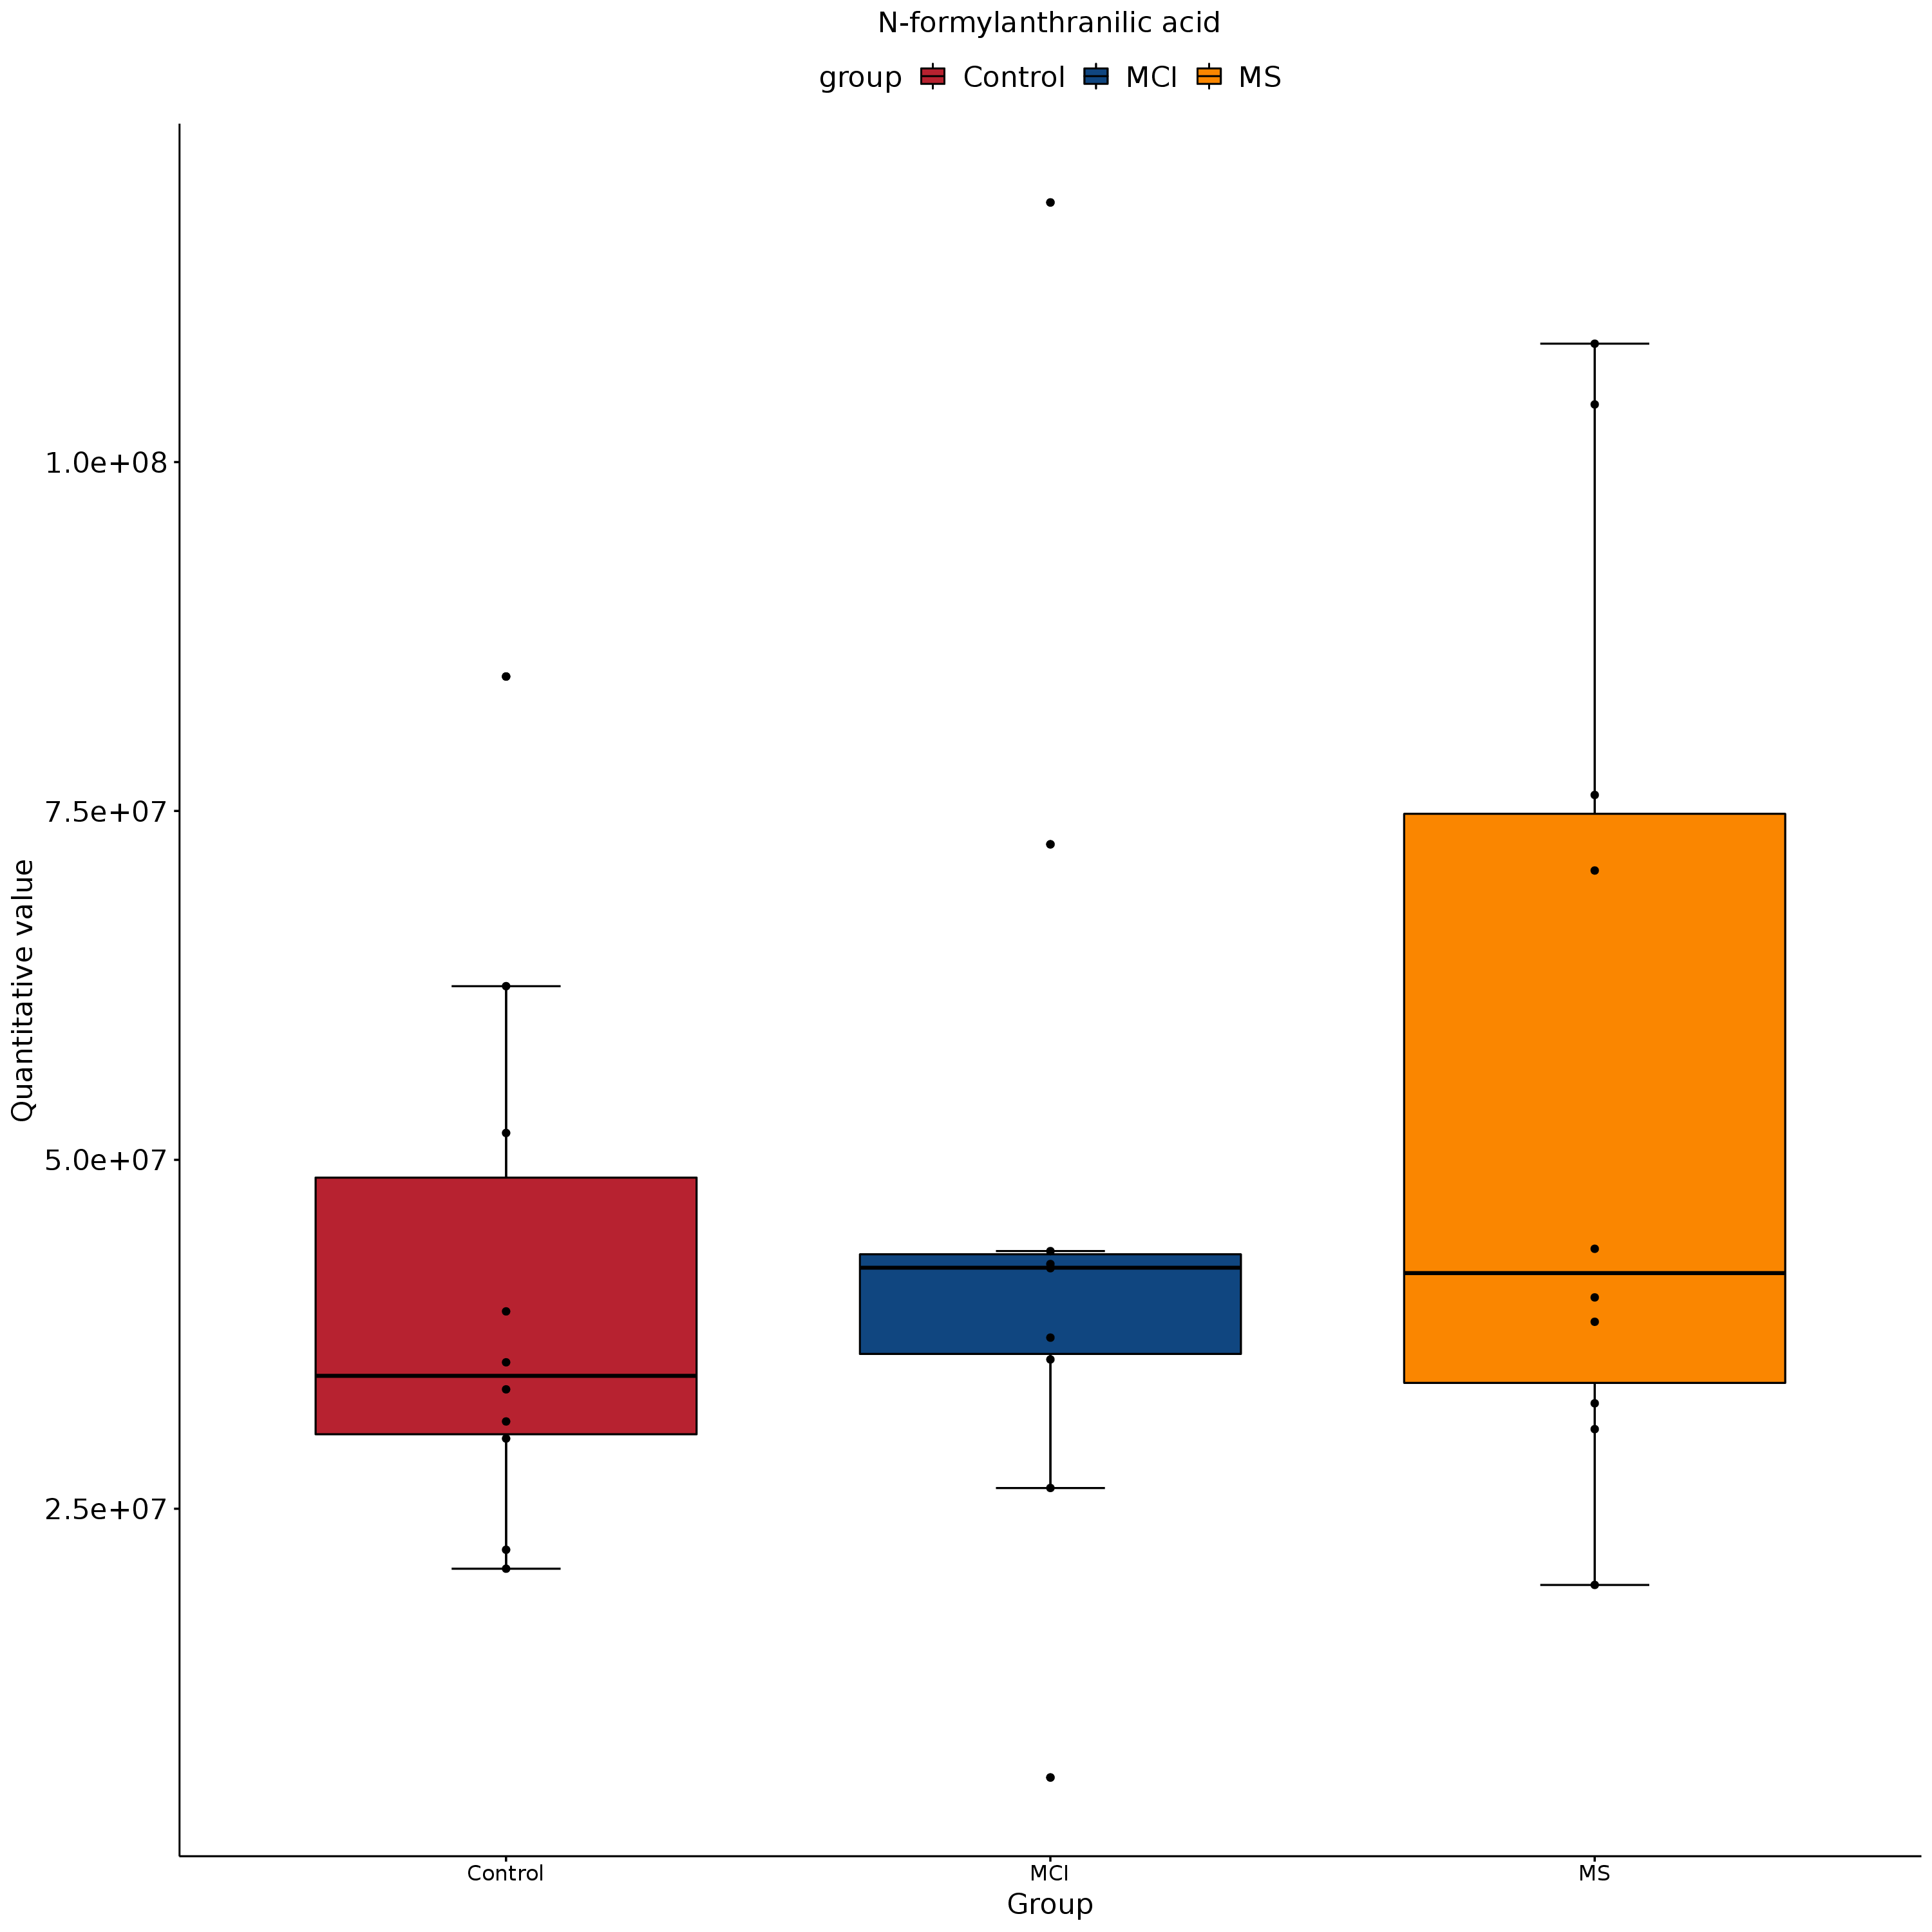 N-formylanthranilic acid
group Control MCI MS
1.0e+08
7.5e+07
5.0e+07
2.5e+07
Quantitative value
Control MCI MS
Group